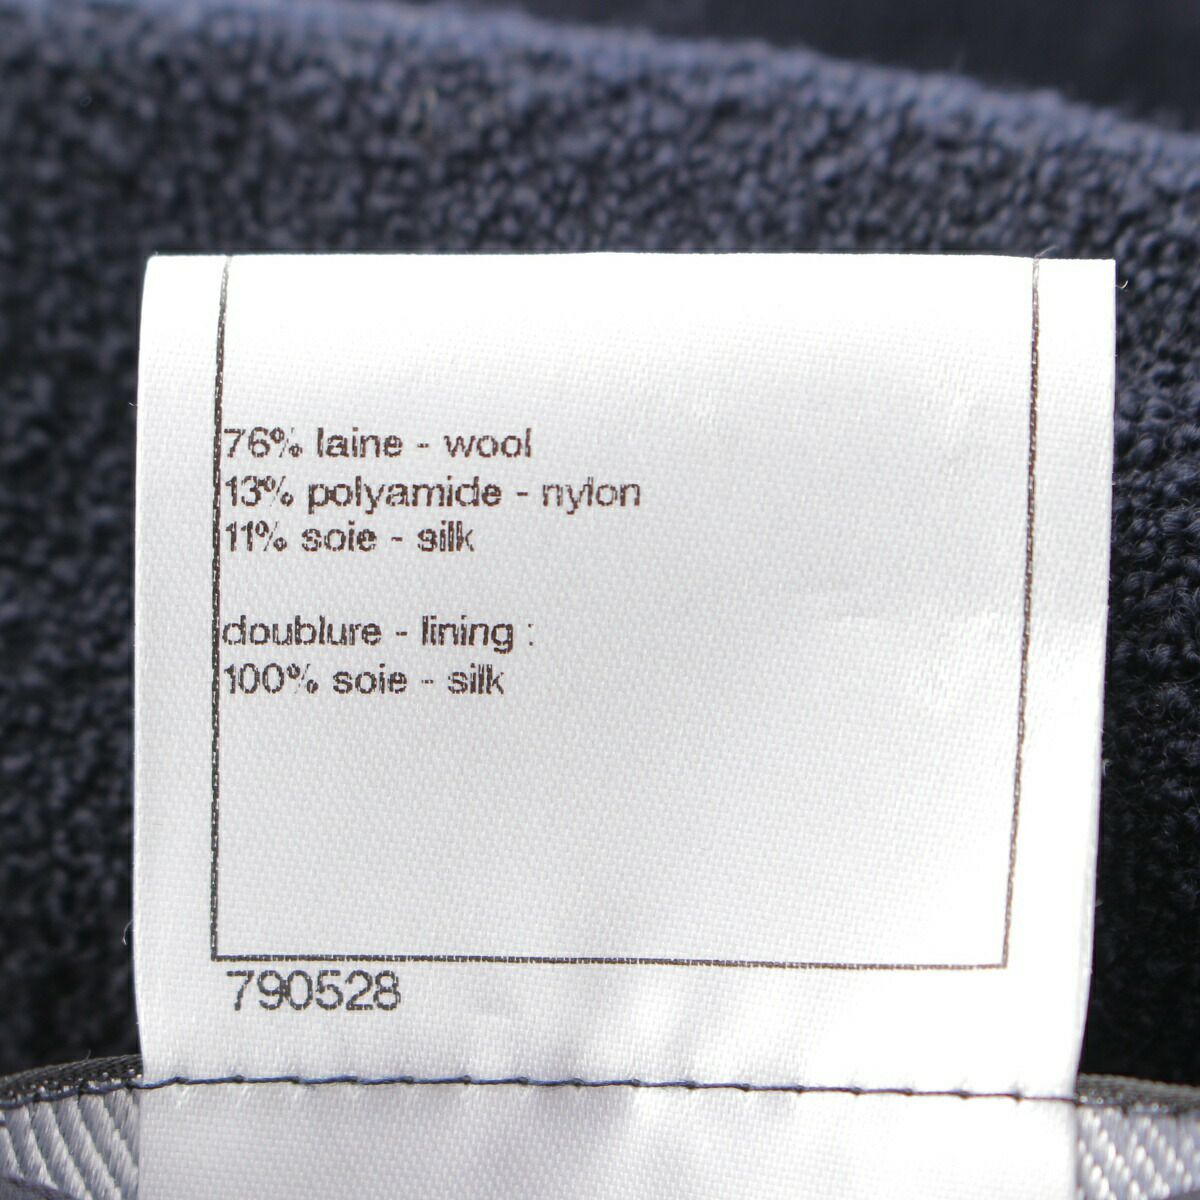 76% laine - wool
13% polyamide - nylon
11% soie - silk
doublure - lining :
100% soie - silk
790528